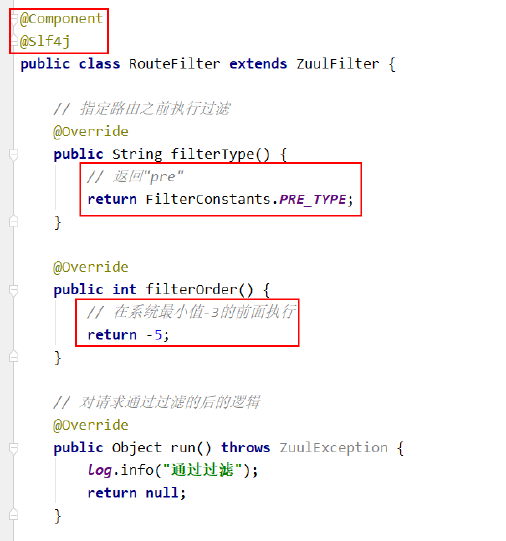 @Component
@Slf4j
public class RouteFilter extends ZuulFilter {
// 指定路由之前执行过滤
@Override
public String filterType() {
// 返回"pre"
return FilterConstants.PRE_TYPE;
}
@Override
public int filterOrder() {
// 在系统最小值-3的前面执行
return -5;
}
// 对请求通过过滤的后的逻辑
@Override
public Object run() throws ZuulException {
log.info("通过过滤");
return null;
}